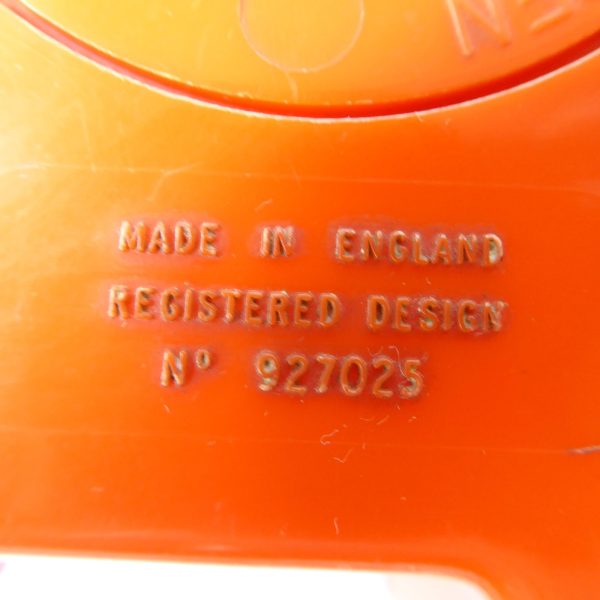 MADE IN ENGLAND
REGISTERED DESIGN
Nº 927025